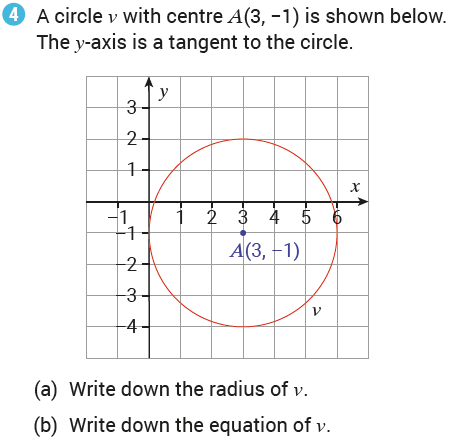 4 A circle v with centre A(3, −1) is shown below.
The y-axis is a tangent to the circle.
y
3
2
1
x
−1 1 2 3 4 5 6
−1
A(3, −1)
−2
−3
v
−4
(a) Write down the radius of v.
(b) Write down the equation of v.